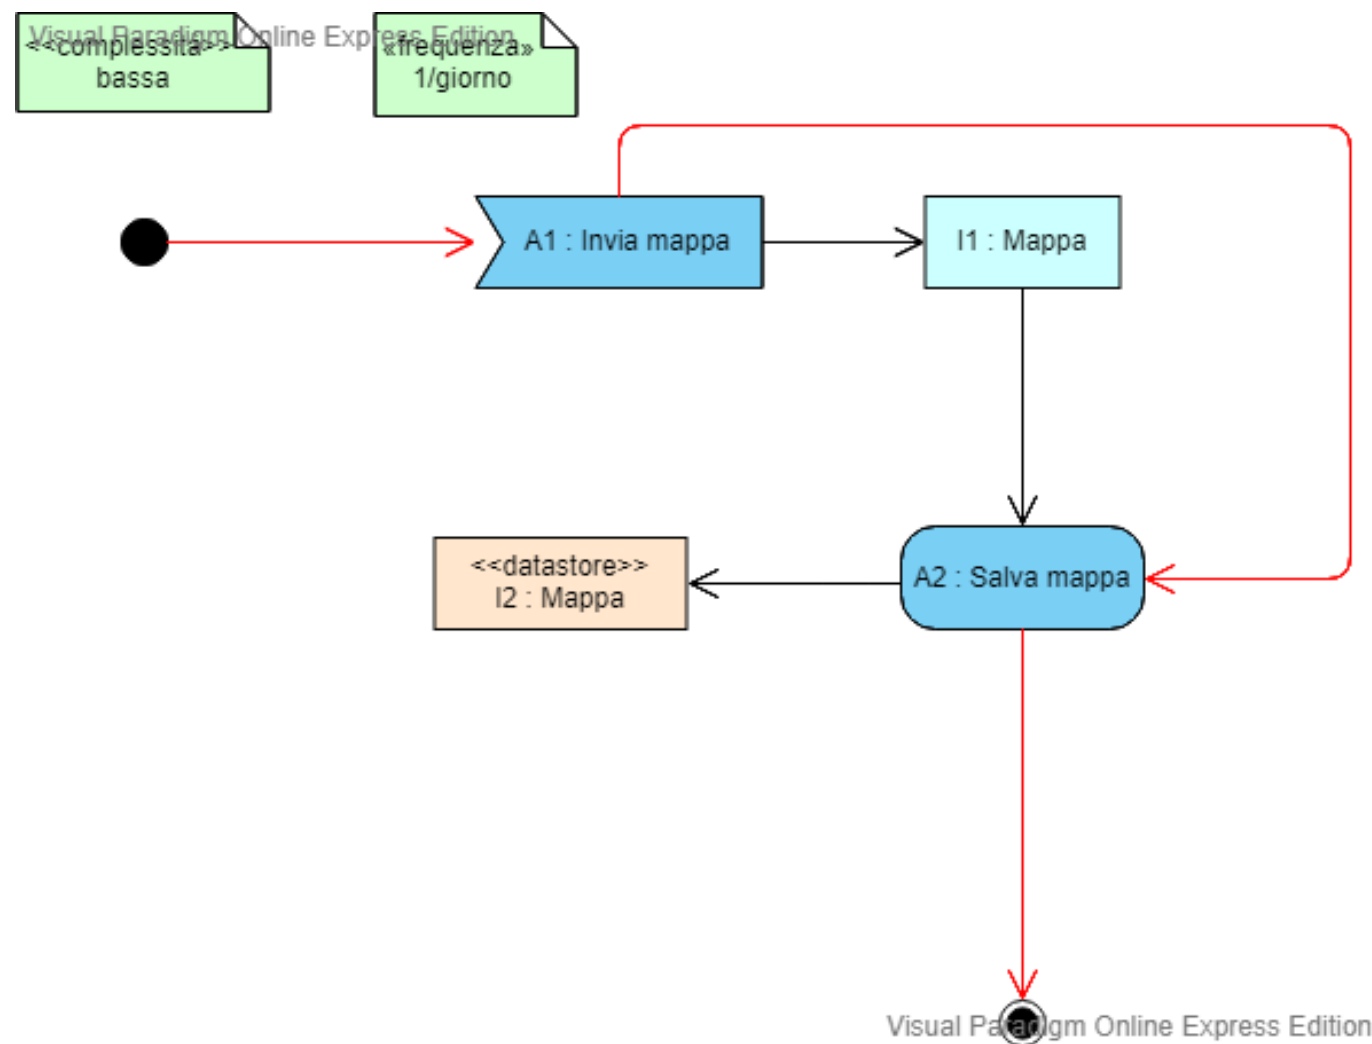 Visual Paradigm Online Express Edition
<<complessità>>
bassa
«frequenza»
1/giorno
A1 : Invia mappa
I1 : Mappa
<<datastore>>
I2 : Mappa
A2 : Salva mappa
Visual Paradigm Online Express Edition